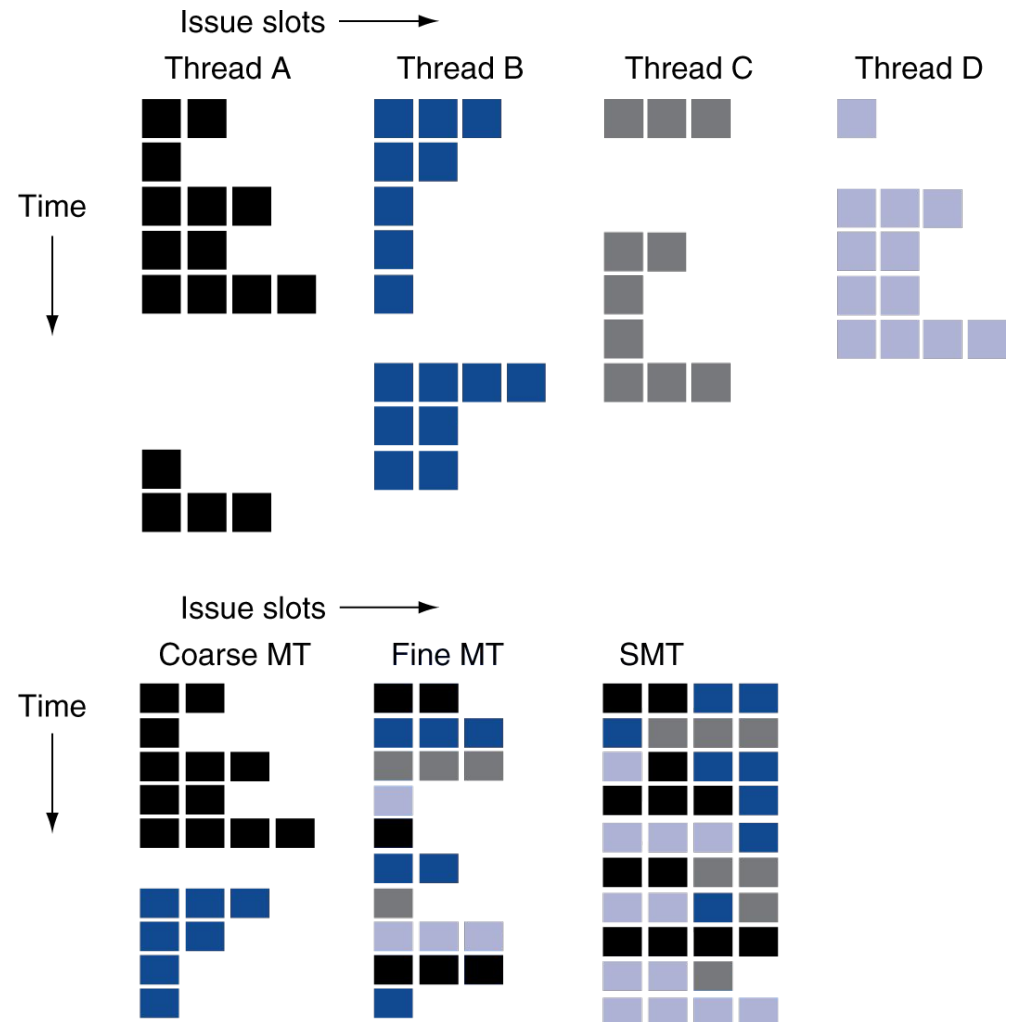 Issue slots
Thread A Thread B Thread C Thread D
Time
Issue slots
Coarse MT Fine MT SMT
Time